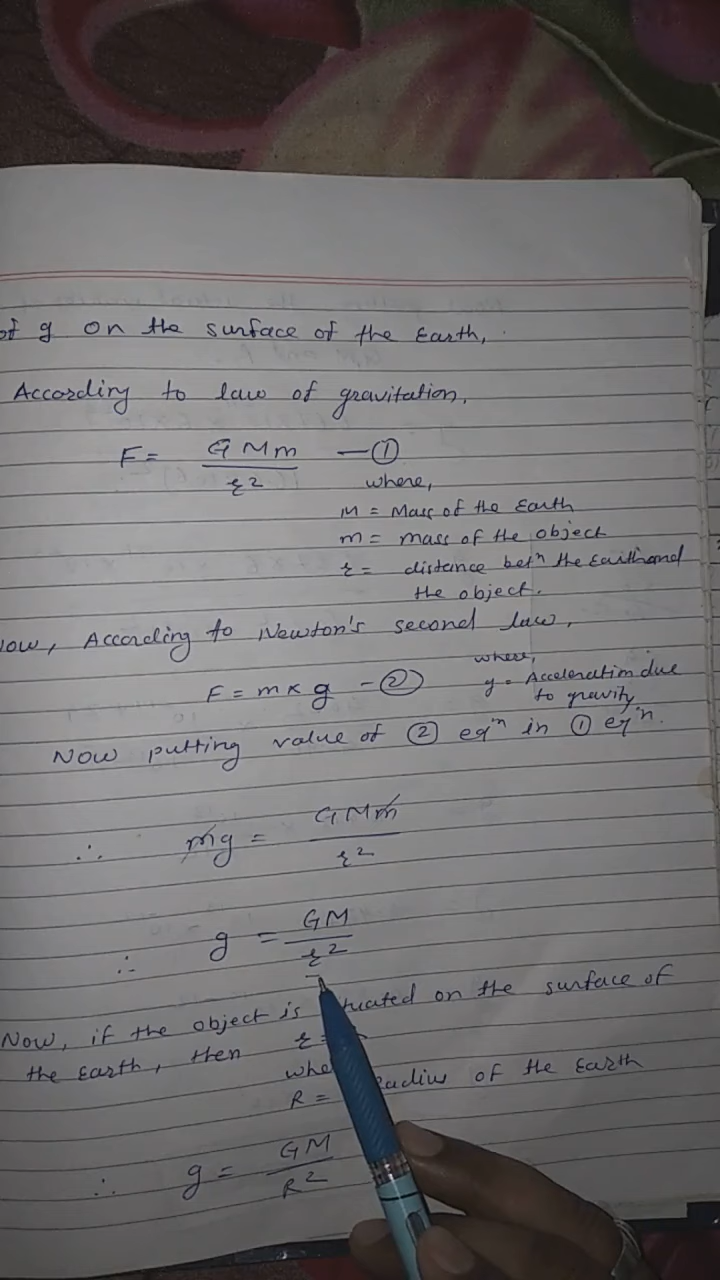 of g on the surface of the Earth,
According to law of gravitation,
F = GMm/r² —①
where,
M = Mass of the Earth
m = mass of the object
r = distance betⁿ the Earth and
the object.
Now, According to Newton's second law,
F = m × g —②
where,
g = Acceleration due
to gravity
Now putting value of ② eqⁿ in ① eqⁿ.
∴ mg = GMm/r²
∴ g = GM/r²
Now, if the object is on the surface of
the Earth, then r =
R = Radius of the Earth
∴ g = GM/R²